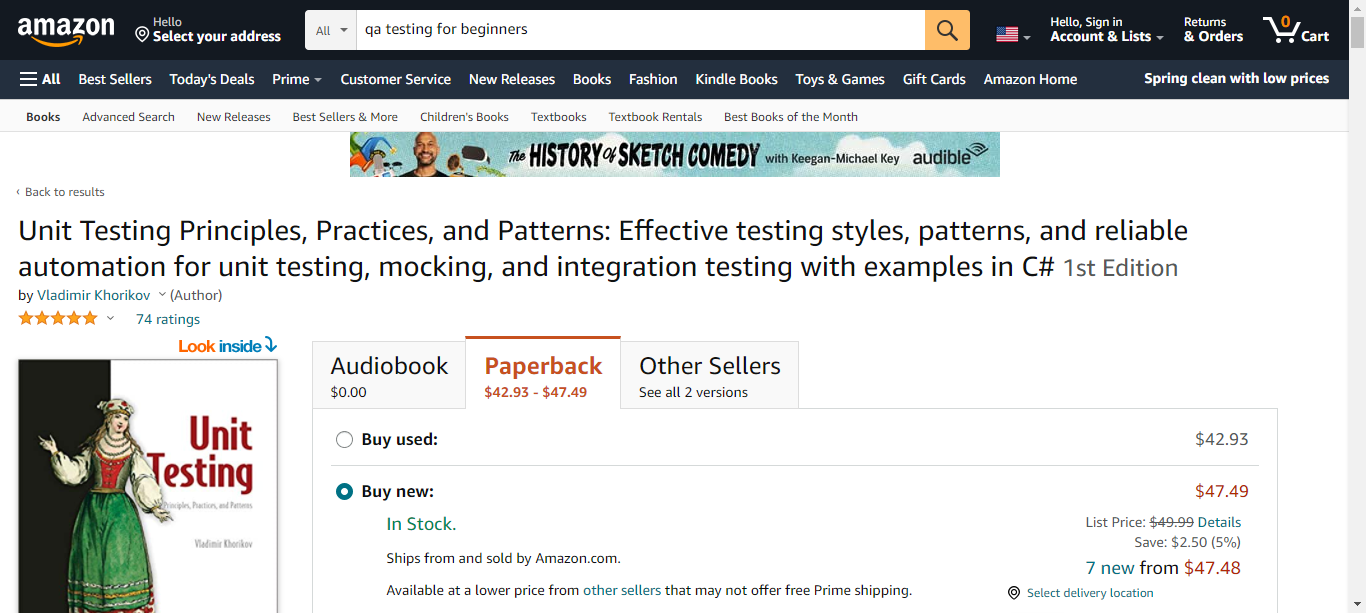 amazon
Hello
Select your address
All
qa testing for beginners
Hello, Sign in
Account & Lists
Returns
& Orders
0
Cart
All Best Sellers Today's Deals Prime Customer Service New Releases Books Fashion Kindle Books Toys & Games Gift Cards Amazon Home Spring clean with low prices
Books Advanced Search New Releases Best Sellers & More Children's Books Textbooks Textbook Rentals Best Books of the Month
The HISTORY of SKETCH COMEDY with Keegan-Michael Key audible
‹ Back to results
Unit Testing Principles, Practices, and Patterns: Effective testing styles, patterns, and reliable
automation for unit testing, mocking, and integration testing with examples in C# 1st Edition
by Vladimir Khorikov (Author)
74 ratings
Look inside
Unit
Testing
Principles, Practices, and Patterns
Vladimir Khorikov
Audiobook
$0.00
Paperback
$42.93 - $47.49
Other Sellers
See all 2 versions
Buy used: $42.93
Buy new: $47.49
In Stock.
Ships from and sold by Amazon.com.
Available at a lower price from other sellers that may not offer free Prime shipping.
List Price: $49.99 Details
Save: $2.50 (5%)
7 new from $47.48
Select delivery location